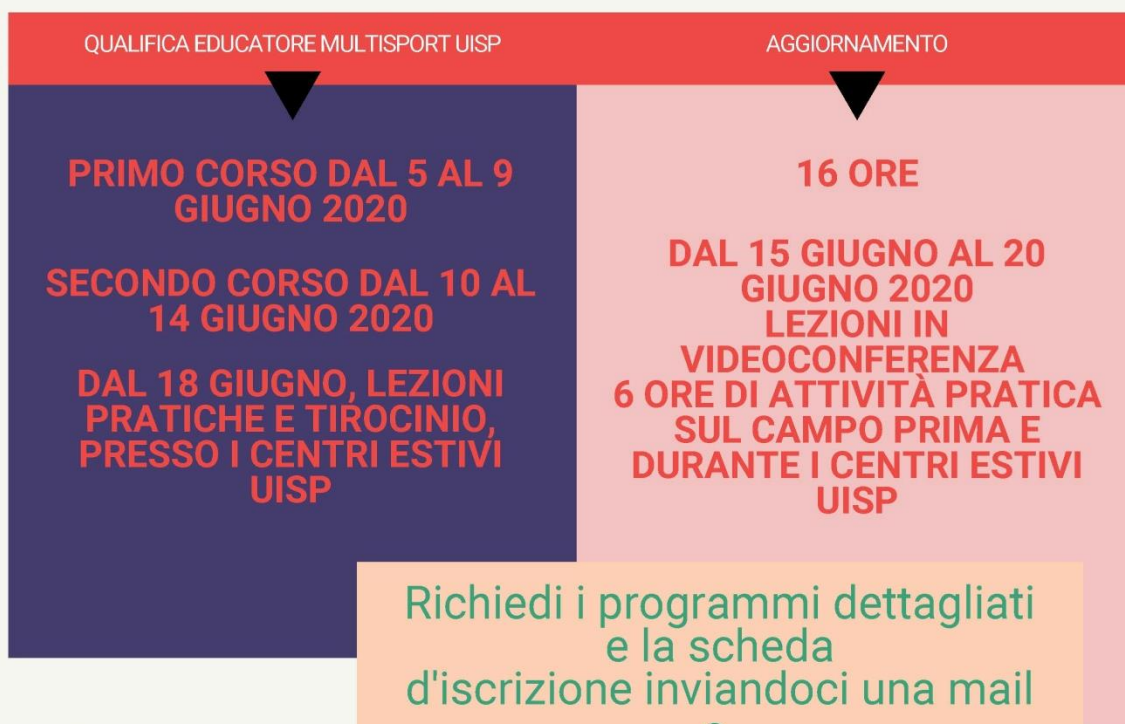 QUALIFICA EDUCATORE MULTISPORT UISP
PRIMO CORSO DAL 5 AL 9
GIUGNO 2020
SECONDO CORSO DAL 10 AL
14 GIUGNO 2020
DAL 18 GIUGNO, LEZIONI
PRATICHE E TIROCINIO,
PRESSO I CENTRI ESTIVI
UISP
AGGIORNAMENTO
16 ORE
DAL 15 GIUGNO AL 20
GIUGNO 2020
LEZIONI IN
VIDEOCONFERENZA
6 ORE DI ATTIVITÀ PRATICA
SUL CAMPO PRIMA E
DURANTE I CENTRI ESTIVI
UISP
Richiedi i programmi dettagliati
e la scheda
d'iscrizione inviandoci una mail